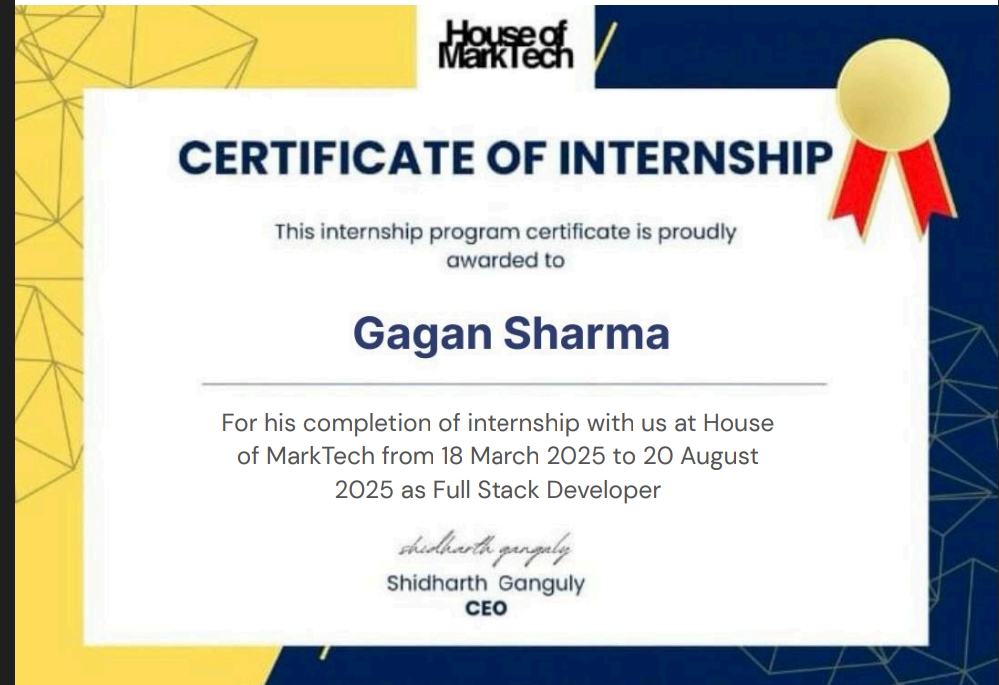 House of
MarkTech
CERTIFICATE OF INTERNSHIP
This internship program certificate is proudly
awarded to
Gagan Sharma
For his completion of internship with us at House
of MarkTech from 18 March 2025 to 20 August
2025 as Full Stack Developer
shidharth gangaly
Shidharth Ganguly
CEO